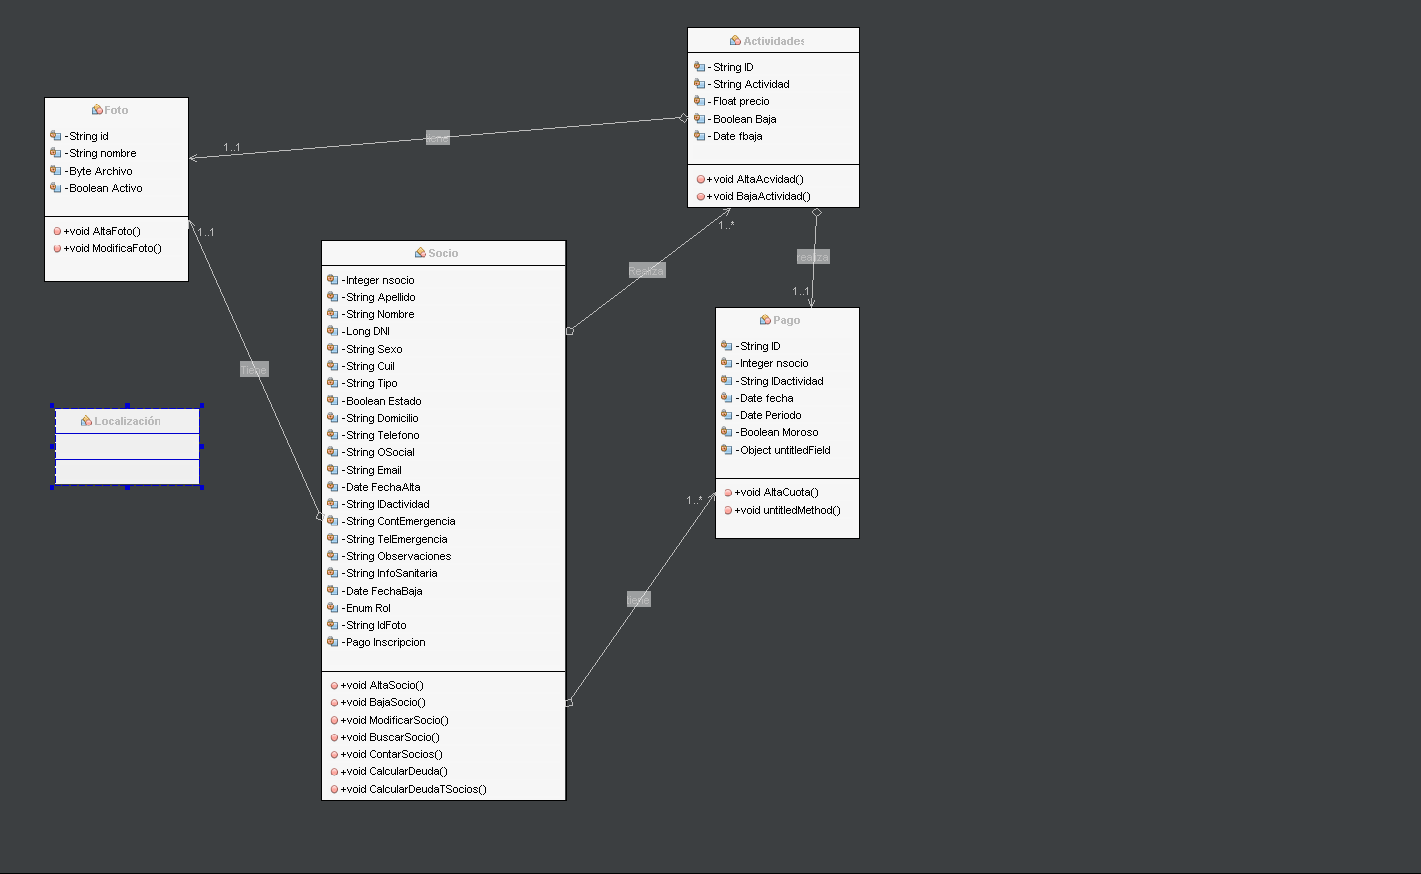 Actividades
- String ID
- String Actividad
- Float precio
- Boolean Baja
- Date fbaja
+void AltaAcvidad()
+void BajaActividad()
Foto
-String id
-String nombre
-Byte Archivo
-Boolean Activo
+void AltaFoto()
+void ModificaFoto()
1..1
tiene
1..1
Tiene
1..*
Realiza
realiza
1..1
Socio
-Integer nsocio
-String Apellido
-String Nombre
-Long DNI
-String Sexo
-String Cuil
-String Tipo
-Boolean Estado
-String Domicilio
-String Telefono
-String OSocial
-String Email
-Date FechaAlta
-String IDactividad
-String ContEmergencia
-String TelEmergencia
-String Observaciones
-String InfoSanitaria
-Date FechaBaja
-Enum Rol
-String IdFoto
-Pago Inscripcion
+void AltaSocio()
+void BajaSocio()
+void ModificarSocio()
+void BuscarSocio()
+void ContarSocios()
+void CalcularDeuda()
+void CalcularDeudaTSocios()
Localización
Pago
-String ID
-Integer nsocio
-String IDactividad
-Date fecha
-Date Periodo
-Boolean Moroso
-Object untitledField
+void AltaCuota()
+void untitledMethod()
1..*
tiene